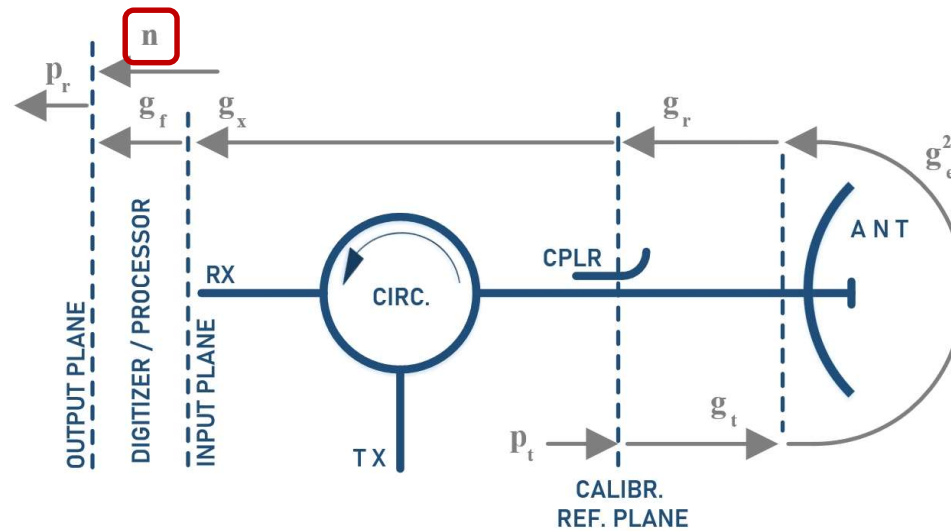 n
p_r
g_f
g_x
g_r
g_e^2
ANT
CPLR
RX
CIRC.
OUTPUT PLANE
DIGITIZER / PROCESSOR
INPUT PLANE
TX
p_t
g_t
CALIBR.
REF. PLANE